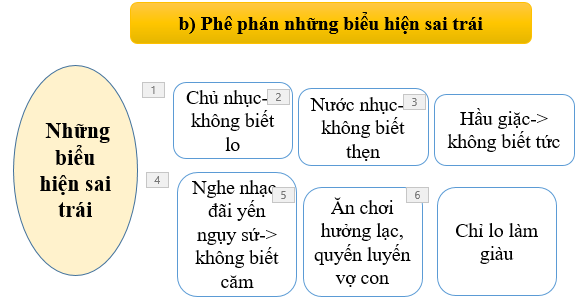 b) Phê phán những biểu hiện sai trái
Những
biểu
hiện sai
trái
1
Chủ nhục-
không biết
lo
2
Nước nhục-
không biết
thẹn
3
Hầu giặc->
không biết tức
4
Nghe nhạc
đãi yến
ngụy sứ->
không biết
căm
5
Ăn chơi
hưởng lạc,
quyến luyến
vợ con
6
Chỉ lo làm
giàu